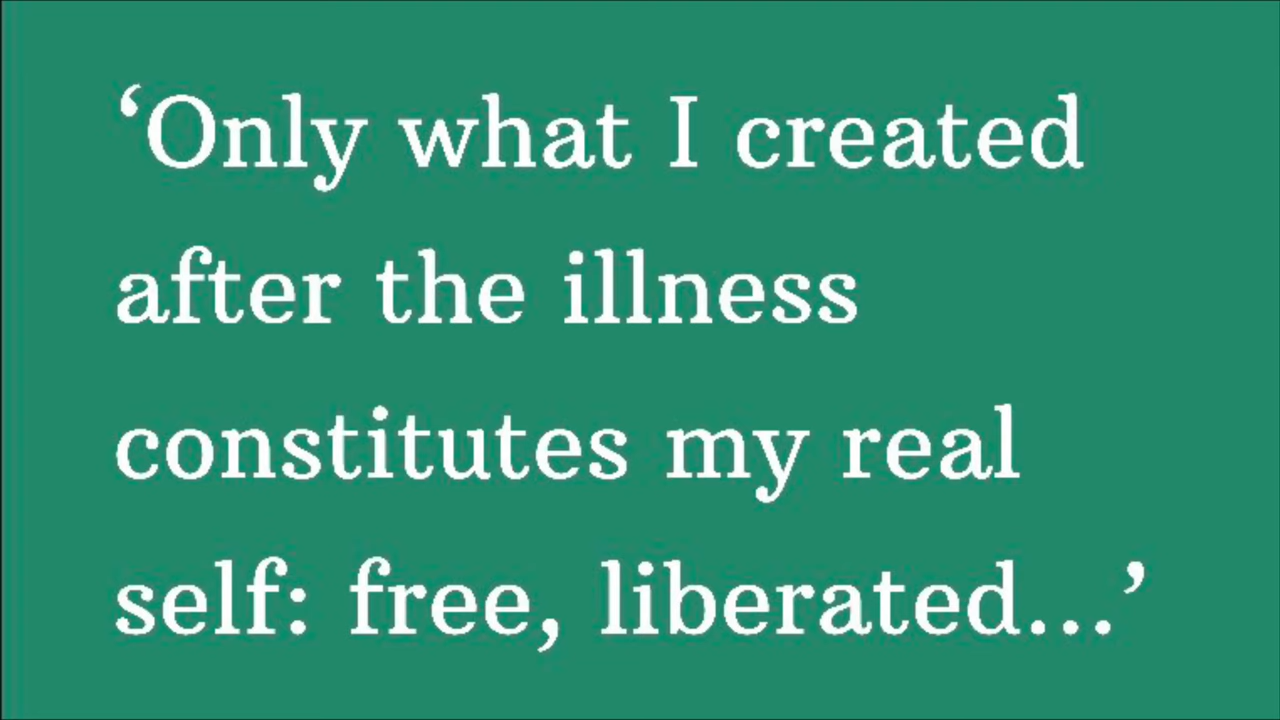 ‘Only what I created
after the illness
constitutes my real
self: free, liberated...’